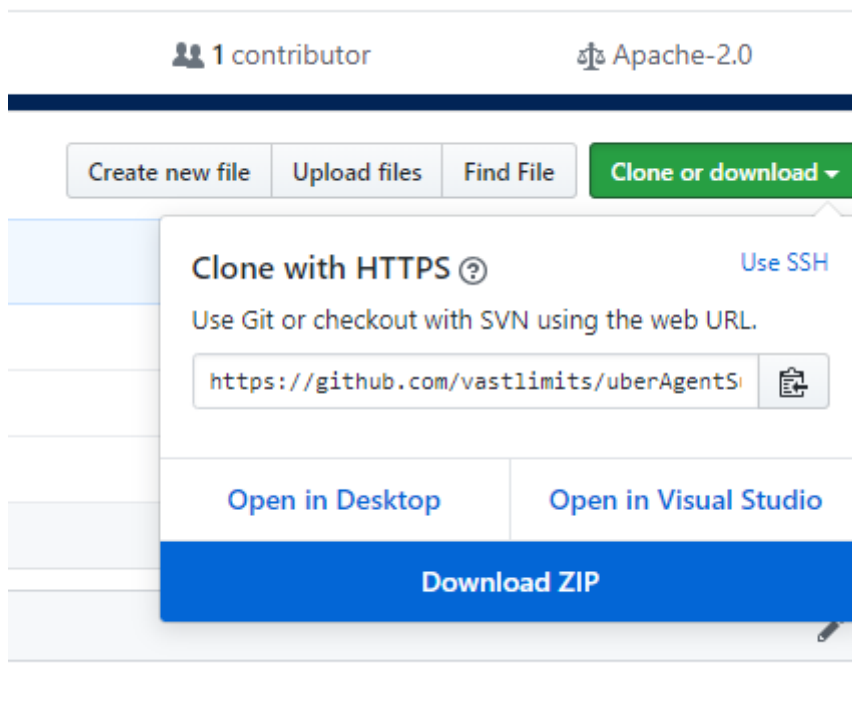 1 contributor
Apache-2.0
Create new file
Upload files
Find File
Clone or download
Clone with HTTPS
Use SSH
Use Git or checkout with SVN using the web URL.
https://github.com/vastlimits/uberAgentS
Open in Desktop
Open in Visual Studio
Download ZIP